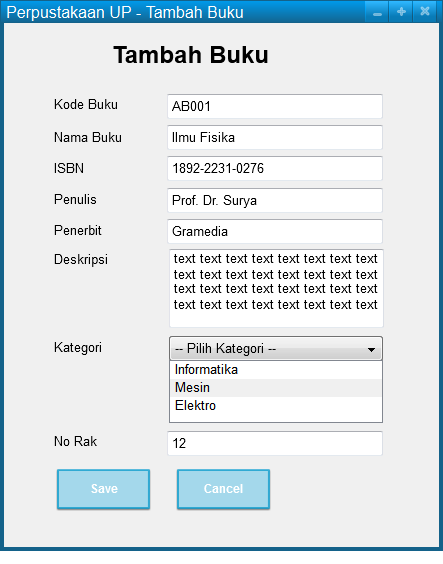 Perpustakaan UP - Tambah Buku
Tambah Buku
Kode Buku AB001
Nama Buku Ilmu Fisika
ISBN 1892-2231-0276
Penulis Prof. Dr. Surya
Penerbit Gramedia
Deskripsi text text text text text text text text
text text text text text text text text
text text text text text text text text
text text text text text text text text
Kategori -- Pilih Kategori --
Informatika
Mesin
Elektro
No Rak 12
Save Cancel